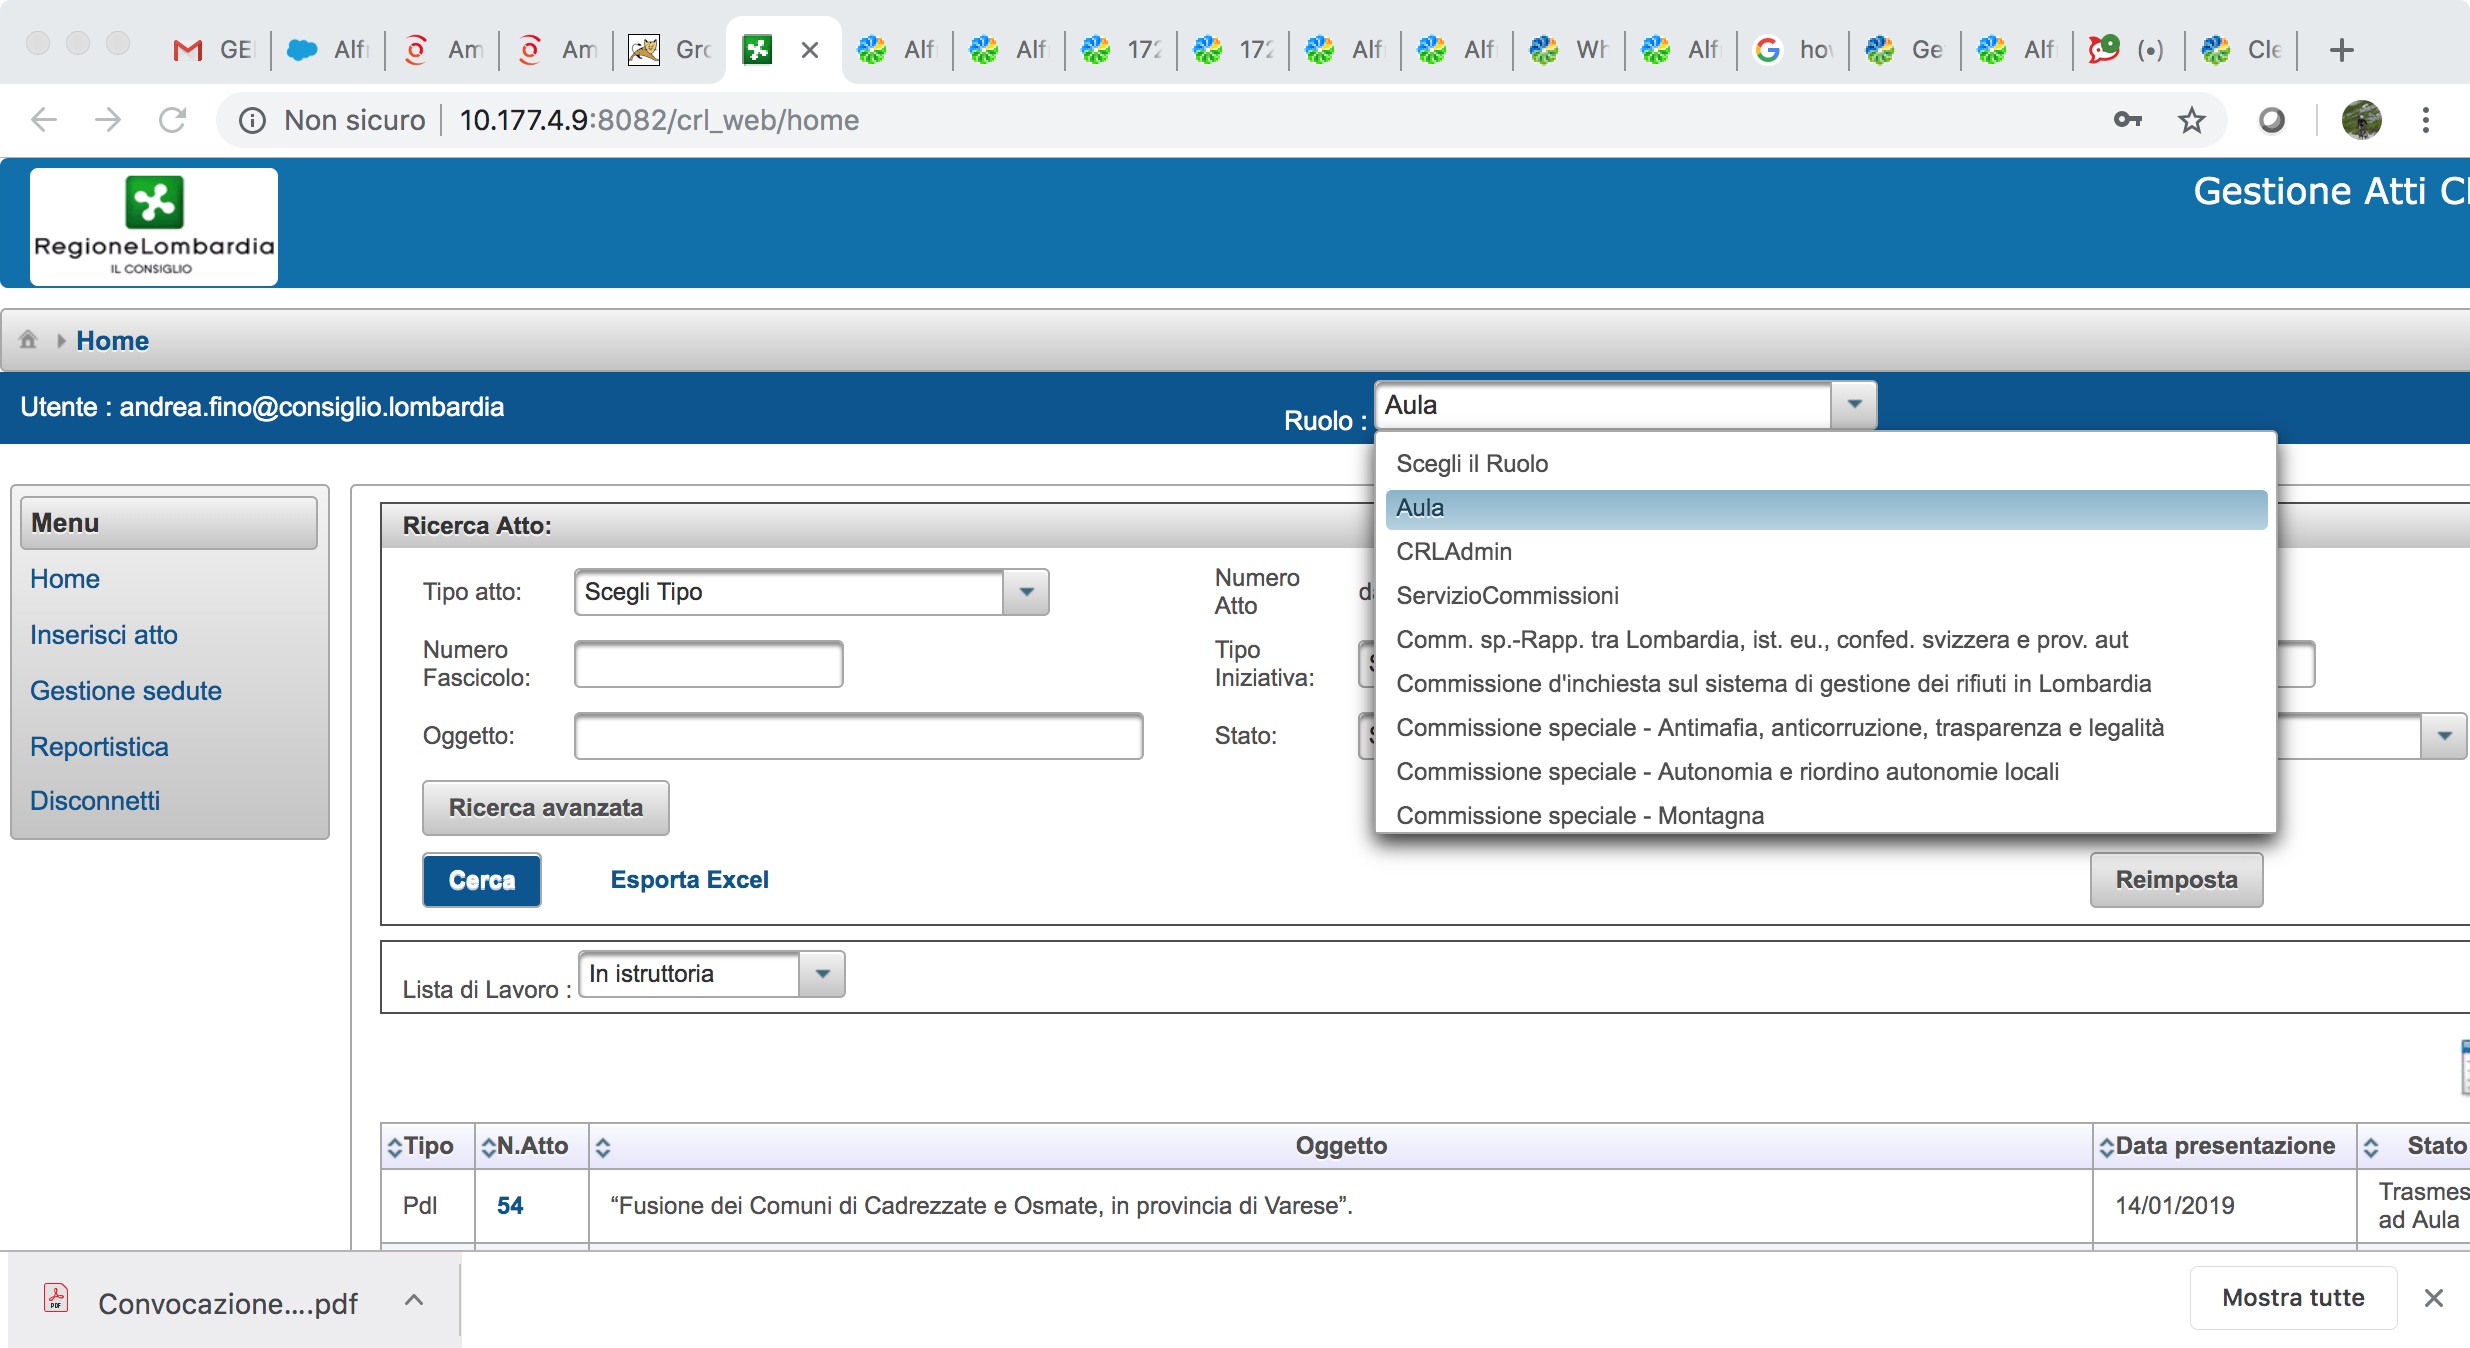 GE Alf Am Am Gr Alf Alf 172 172 Alf Alf Wh Alf ho Ge Alf (•) Cle
Non sicuro 10.177.4.9:8082/crl_web/home
RegioneLombardia
IL CONSIGLIO
Gestione Atti
Home
Utente : andrea.fino@consiglio.lombardia
Ruolo : Aula
Scegli il Ruolo
Aula
CRLAdmin
ServizioCommissioni
Comm. sp.-Rapp. tra Lombardia, ist. eu., confed. svizzera e prov. aut
Commissione d'inchiesta sul sistema di gestione dei rifiuti in Lombardia
Commissione speciale - Antimafia, anticorruzione, trasparenza e legalità
Commissione speciale - Autonomia e riordino autonomie locali
Commissione speciale - Montagna
Menu
Home
Inserisci atto
Gestione sedute
Reportistica
Disconnetti
Ricerca Atto:
Tipo atto: Scegli Tipo
Numero
Atto
Numero
Fascicolo:
Tipo
Iniziativa:
Oggetto:
Stato:
Ricerca avanzata
Cerca Esporta Excel Reimposta
Lista di Lavoro : In istruttoria
Tipo N.Atto Oggetto Data presentazione Stato
Pdl 54 “Fusione dei Comuni di Cadrezzate e Osmate, in provincia di Varese”. 14/01/2019 Trasmes
ad Aula
Convocazione....pdf
Mostra tutte